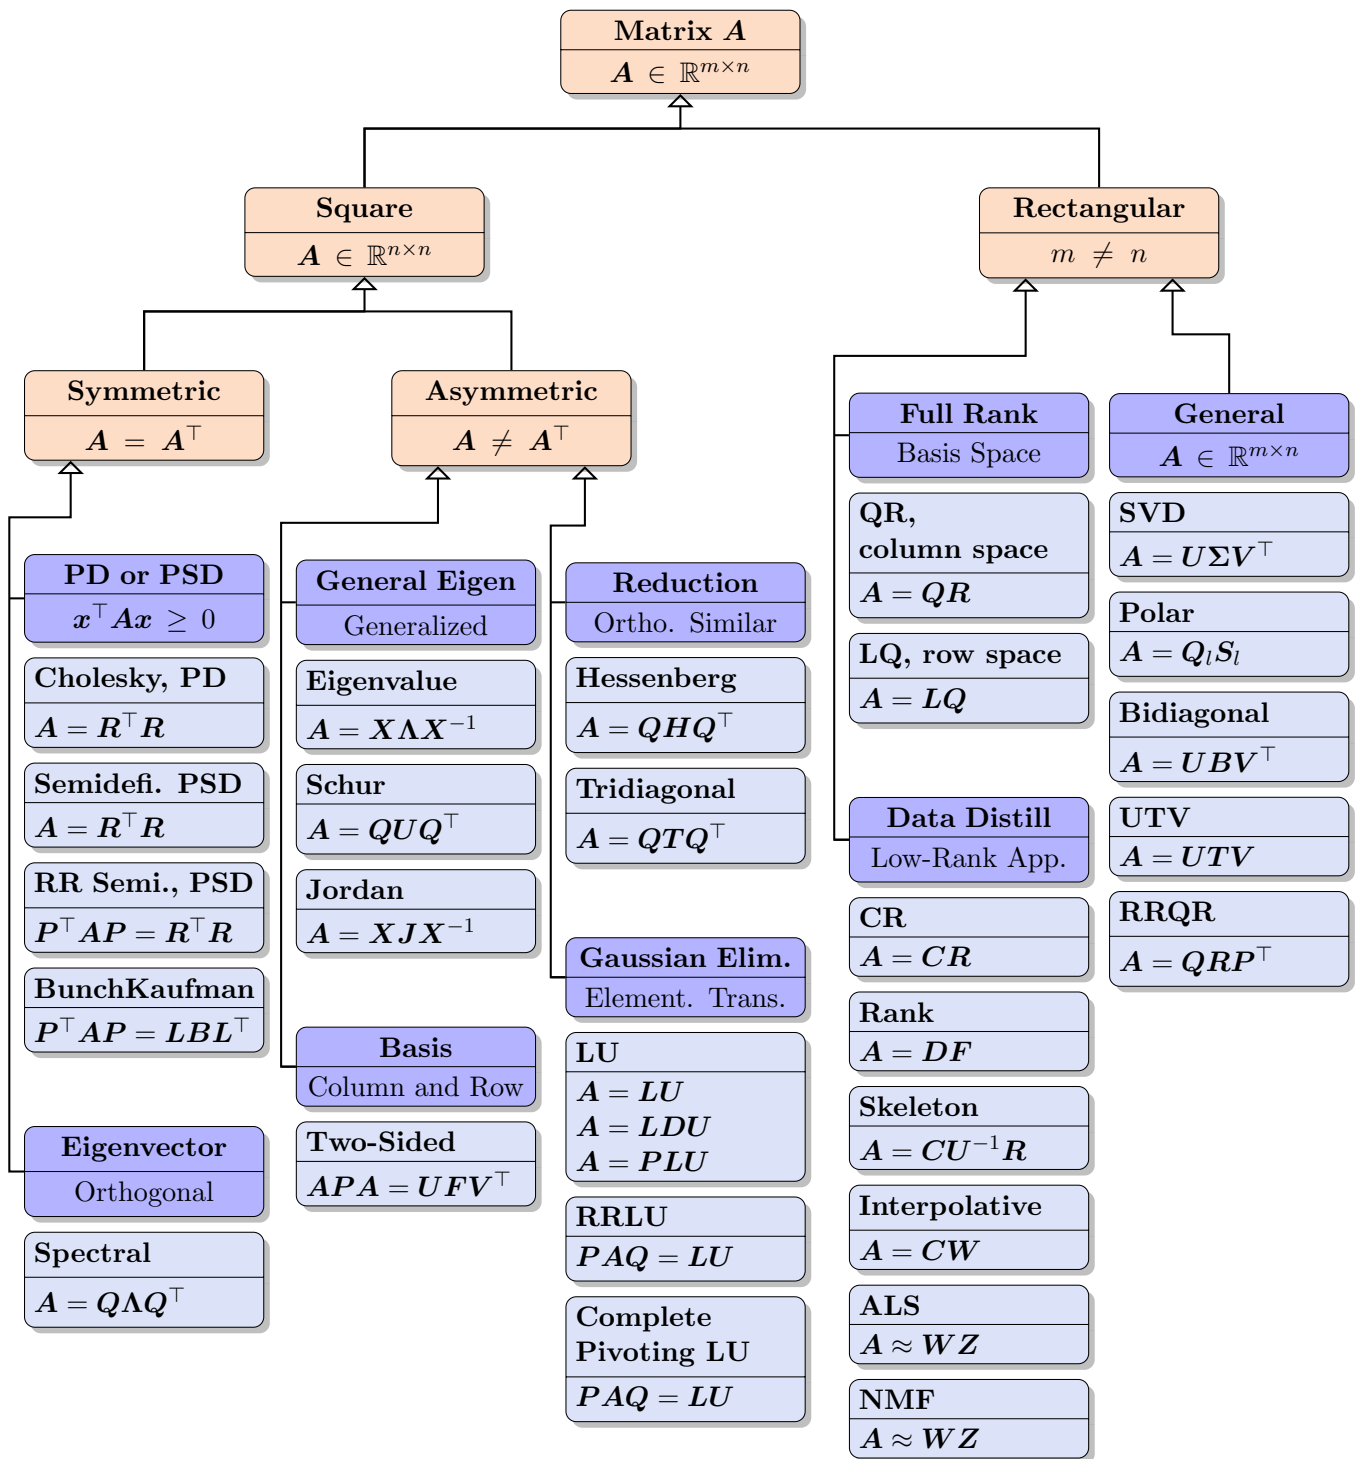 Matrix A
A ∈ ℝ^{m×n}
Square
A ∈ ℝ^{n×n}
Rectangular
m ≠ n
Symmetric
A = A^⊤
Asymmetric
A ≠ A^⊤
PD or PSD
x^⊤Ax ≥ 0
Cholesky, PD
A = R^⊤R
Semidefi. PSD
A = R^⊤R
RR Semi., PSD
P^⊤AP = R^⊤R
BunchKaufman
P^⊤AP = LBL^⊤
Eigenvector
Orthogonal
Spectral
A = QΛQ^⊤
General Eigen
Generalized
Eigenvalue
A = XΛX^{-1}
Schur
A = QUQ^⊤
Jordan
A = XJX^{-1}
Basis
Column and Row
Two-Sided
APA = UFV^⊤
Reduction
Ortho. Similar
Hessenberg
A = QHQ^⊤
Tridiagonal
A = QTQ^⊤
Gaussian Elim.
Element. Trans.
LU
A = LU
A = LDU
A = PLU
RRLU
PAQ = LU
Complete
Pivoting LU
PAQ = LU
Full Rank
Basis Space
QR,
column space
A = QR
LQ, row space
A = LQ
Data Distill
Low-Rank App.
CR
A = CR
Rank
A = DF
Skeleton
A = CU^{-1}R
Interpolative
A = CW
ALS
A ≈ WZ
NMF
A ≈ WZ
General
A ∈ ℝ^{m×n}
SVD
A = UΣV^⊤
Polar
A = Q_lS_l
Bidiagonal
A = UBV^⊤
UTV
A = UTV
RRQR
A = QRP^⊤